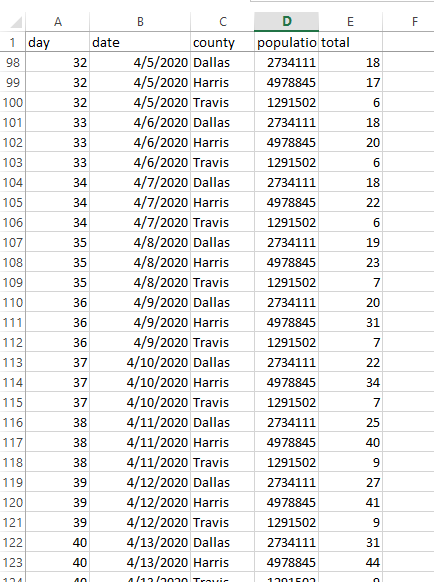 A B C D E F
1 day date county populatio total
98 32 4/5/2020 Dallas 2734111 18
99 32 4/5/2020 Harris 4978845 17
100 32 4/5/2020 Travis 1291502 6
101 33 4/6/2020 Dallas 2734111 18
102 33 4/6/2020 Harris 4978845 20
103 33 4/6/2020 Travis 1291502 6
104 34 4/7/2020 Dallas 2734111 18
105 34 4/7/2020 Harris 4978845 22
106 34 4/7/2020 Travis 1291502 6
107 35 4/8/2020 Dallas 2734111 19
108 35 4/8/2020 Harris 4978845 23
109 35 4/8/2020 Travis 1291502 7
110 36 4/9/2020 Dallas 2734111 20
111 36 4/9/2020 Harris 4978845 31
112 36 4/9/2020 Travis 1291502 7
113 37 4/10/2020 Dallas 2734111 22
114 37 4/10/2020 Harris 4978845 34
115 37 4/10/2020 Travis 1291502 7
116 38 4/11/2020 Dallas 2734111 25
117 38 4/11/2020 Harris 4978845 40
118 38 4/11/2020 Travis 1291502 9
119 39 4/12/2020 Dallas 2734111 27
120 39 4/12/2020 Harris 4978845 41
121 39 4/12/2020 Travis 1291502 9
122 40 4/13/2020 Dallas 2734111 31
123 40 4/13/2020 Harris 4978845 44
124 40 4/13/2020 Travis 1291502 9